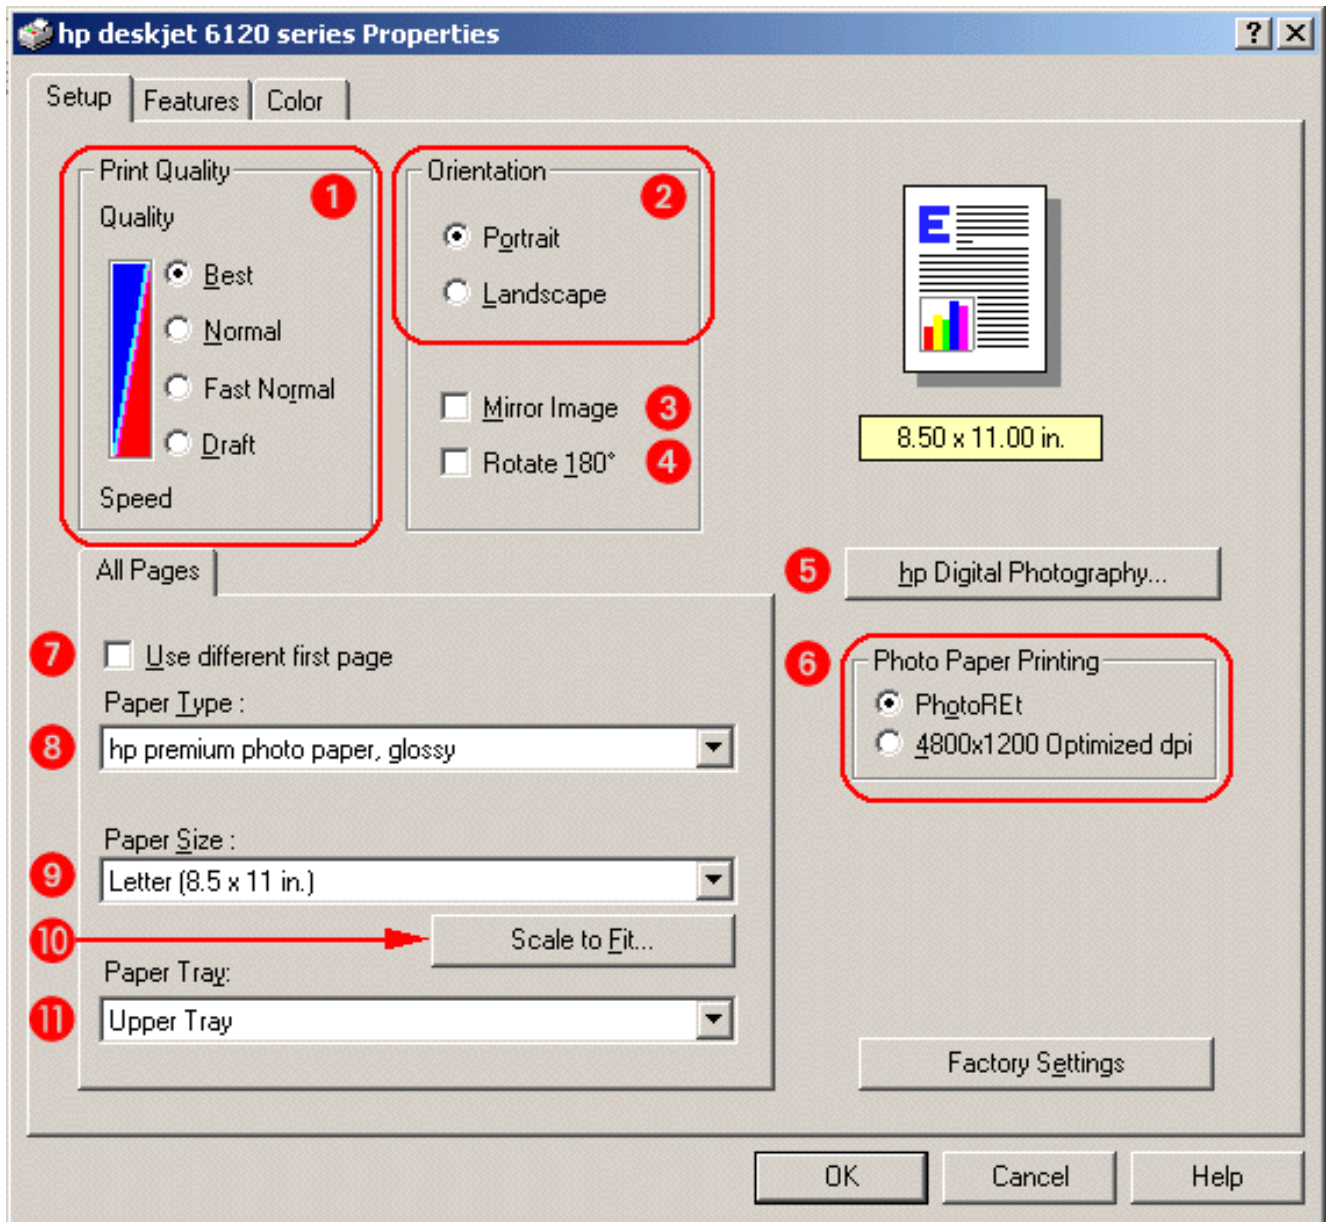 hp deskjet 6120 series Properties
Setup
Features
Color
Print Quality
1
Quality
Best
Normal
Fast Normal
Draft
Speed
Orientation
2
Portrait
Landscape
Mirror Image 3
Rotate 180° 4
E
8.50 x 11.00 in.
5 hp Digital Photography...
6 Photo Paper Printing
PhotoREt
4800x1200 Optimized dpi
All Pages
7 Use different first page
Paper Type :
8 hp premium photo paper, glossy
Paper Size :
9 Letter (8.5 x 11 in.)
10 Scale to Fit...
Paper Tray:
11 Upper Tray
Factory Settings
OK
Cancel
Help